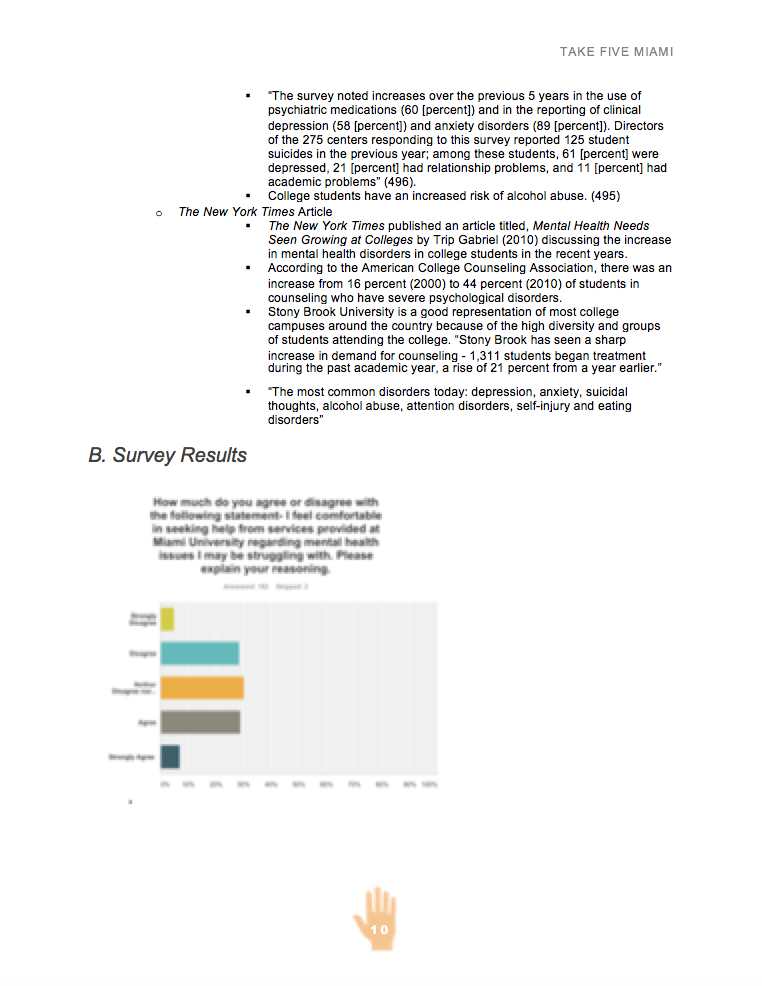 TAKE FIVE MIAMI
▪ “The survey noted increases over the previous 5 years in the use of
psychiatric medications (60 [percent]) and in the reporting of clinical
depression (58 [percent]) and anxiety disorders (89 [percent]). Directors
of the 275 centers responding to this survey reported 125 student
suicides in the previous year; among these students, 61 [percent] were
depressed, 21 [percent] had relationship problems, and 11 [percent] had
academic problems” (496).
▪ College students have an increased risk of alcohol abuse. (495)
o The New York Times Article
▪ The New York Times published an article titled, Mental Health Needs
Seen Growing at Colleges by Trip Gabriel (2010) discussing the increase
in mental health disorders in college students in the recent years.
▪ According to the American College Counseling Association, there was an
increase from 16 percent (2000) to 44 percent (2010) of students in
counseling who have severe psychological disorders.
▪ Stony Brook University is a good representation of most college
campuses around the country because of the high diversity and groups
of students attending the college. “Stony Brook has seen a sharp
increase in demand for counseling - 1,311 students began treatment
during the past academic year, a rise of 21 percent from a year earlier.”
▪ “The most common disorders today: depression, anxiety, suicidal
thoughts, alcohol abuse, attention disorders, self-injury and eating
disorders”
B. Survey Results
How much do you agree or disagree with
the following statement- I feel comfortable
in seeking help from services provided at
Miami University regarding mental health
issues I may be struggling with. Please
explain your reasoning.
Strongly
Disagree
Disagree
Neither
Disagree nor...
Agree
Strongly Agree
0% 10% 20% 30% 40% 50% 60% 70% 80% 90% 100%
10